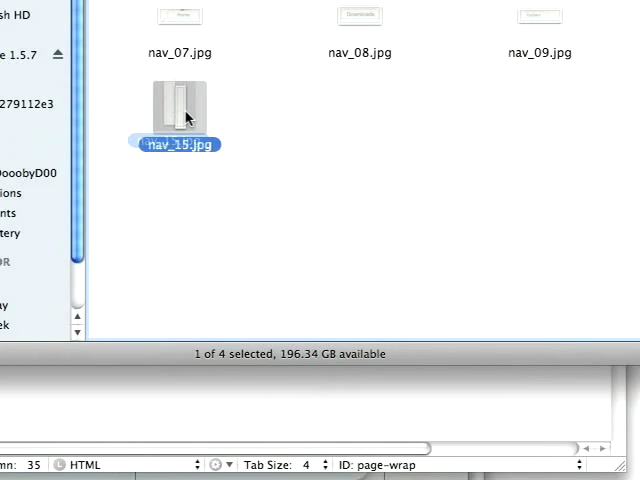 sh HD
e 1.5.7
279112e3
DooobyD00
ions
nts
tery
OR
ay
ek
Home
Downloads
nav_07.jpg
nav_08.jpg
nav_09.jpg
nav_15.jpg
1 of 4 selected, 196.34 GB available
mn: 35
L
HTML
Tab Size: 4
ID: page-wrap